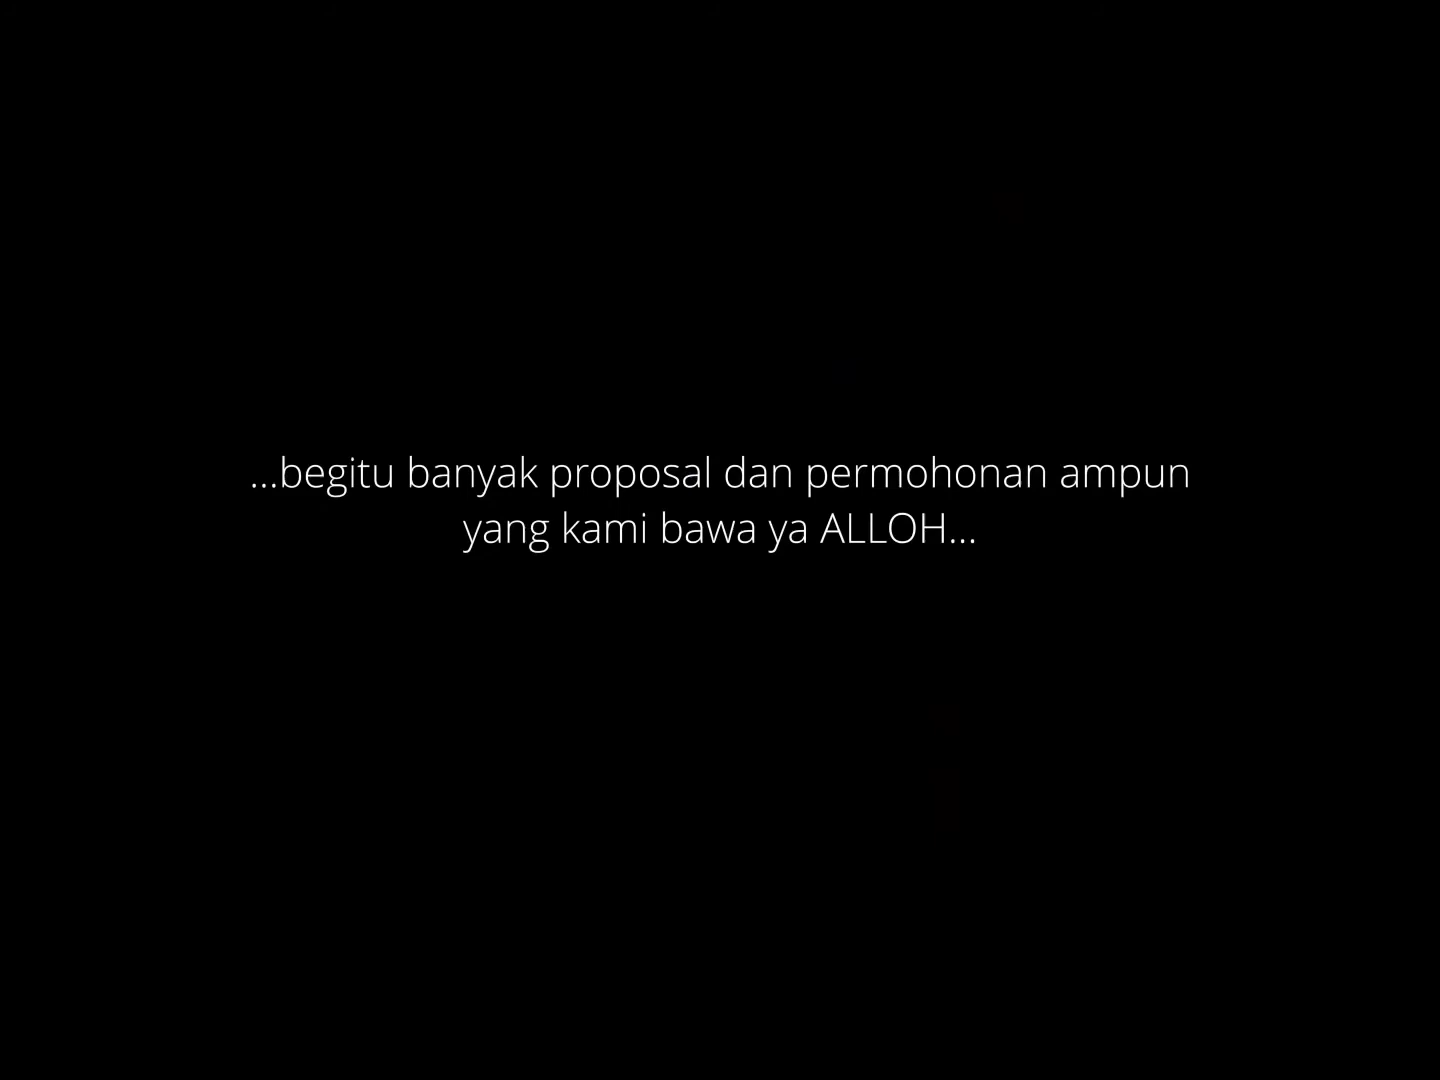 ...begitu banyak proposal dan permohonan ampun
yang kami bawa ya ALLOH...